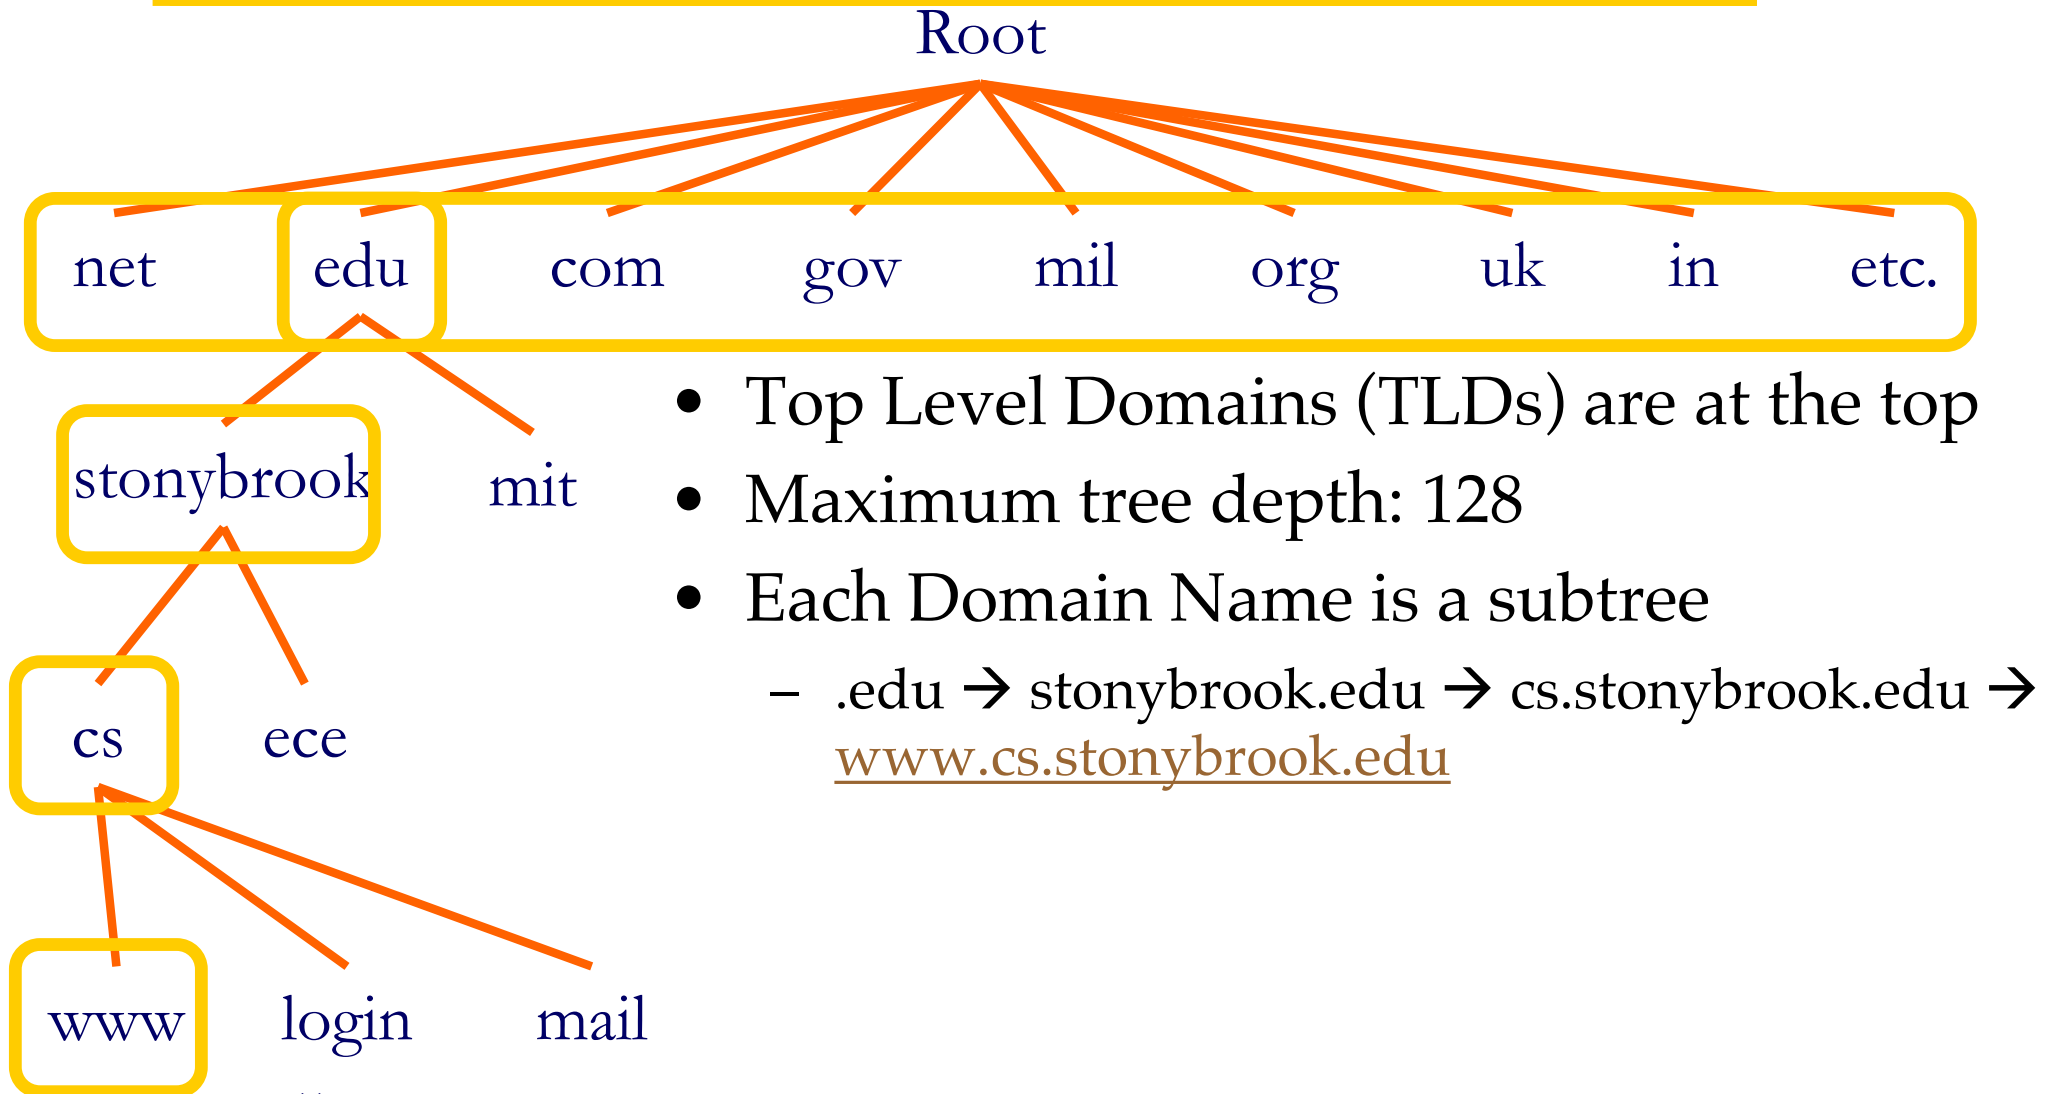 Root
net edu com gov mil org uk in etc.
• Top Level Domains (TLDs) are at the top
stonybrook mit
• Maximum tree depth: 128
• Each Domain Name is a subtree
– .edu → stonybrook.edu → cs.stonybrook.edu →
www.cs.stonybrook.edu
cs ece
www login mail